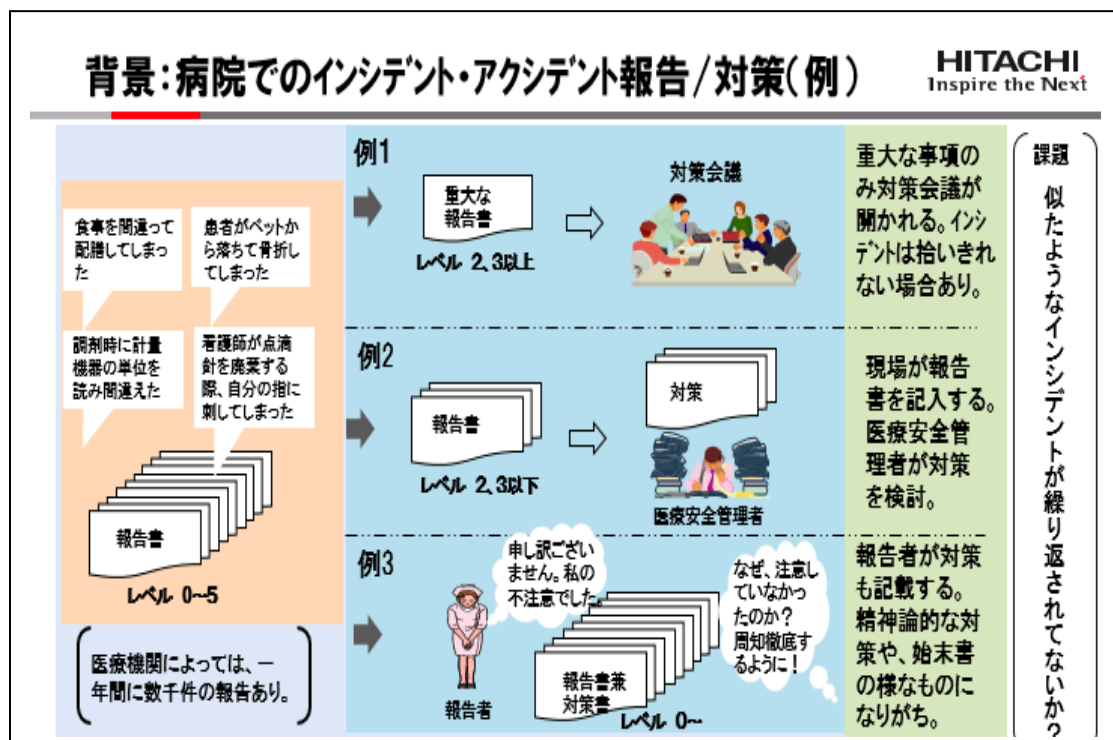 背景:病院でのインシデント・アクシデント報告/対策(例)
HITACHI
Inspire the Next
食事を間違って
配膳してしまっ
た
患者がベットか
ら落ちて骨折し
てしまった
調剤時に計量
機器の単位を
読み間違えた
看護師が点滴
針を廃棄する
際、自分の指に
刺してしまった
報告書
レベル 0~5
医療機関によっては、一
年間に数千件の報告あり。
例1
重大な
報告書
レベル 2、3以上
対策会議
重大な事項の
み対策会議が
開かれる。インシ
デントは拾いきれ
ない場合あり。
例2
報告書
レベル 2、3以下
対策
医療安全管理者
現場が報告
書を記入する。
医療安全管
理者が対策
を検討。
例3
申し訳ござい
ません。私の
不注意でした。
報告者
報告書兼
対策書
レベル 0~
なぜ、注意し
ていなかっ
たのか?
周知徹底す
るように!
報告者が対策
も記載する。
精神論的な対
策や、始末書
の様なものに
なりがち。
課題
似たようなインシデントが繰り返されてないか?